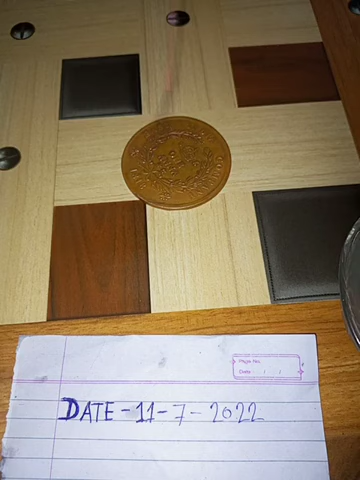 Page No.
Date / /
DATE-11-7-2022